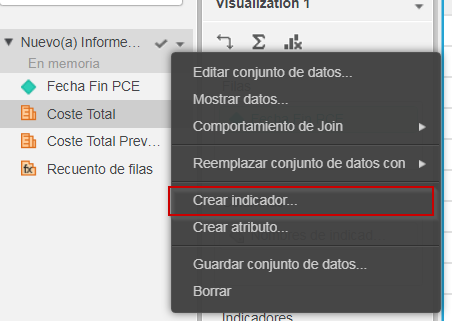 Visualization 1
Nuevo(a) Informe...
En memoria
Fecha Fin PCE
Coste Total
Coste Total Prev...
fx Recuento de filas
Editar conjunto de datos...
Mostrar datos...
Comportamiento de Join
Reemplazar conjunto de datos con
Crear indicador...
Crear atributo...
Guardar conjunto de datos...
Borrar
Indicadores